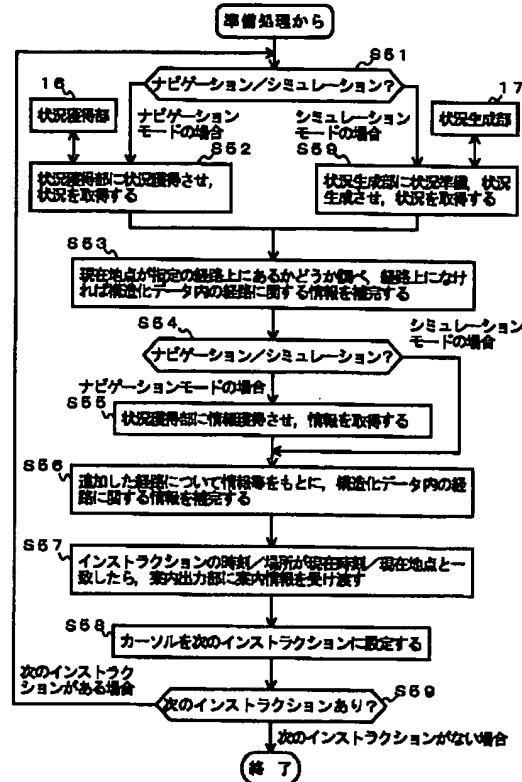 準備処理から
S51
ナビゲーション/シミュレーション?
16
状況獲得部
ナビゲーション
モードの場合
シミュレーション
モードの場合
17
状況生成部
S52
状況獲得部に状況獲得させ,
状況を取得する
S59
状況生成部に状況準備,状況
生成させ,状況を取得する
S53
現在地点が指定の経路上にあるかどうか調べ,経路上になけ
れば構造化データ内の経路に関する情報を補完する
S54
ナビゲーション/シミュレーション?
シミュレーション
モードの場合
ナビゲーションモードの場合
S55
状況獲得部に情報獲得させ,情報を取得する
S56
追加した経路について情報等をもとに,構造化データ内の経
路に関する情報を補完する
S57
インストラクションの時刻/場所が現在時刻/現在地点と一
致したら,案内出力部に案内情報を受け渡す
S58
カーソルを次のインストラクションに設定する
次のインストラク
ションがある場合
S59
次のインストラクションあり?
次のインストラクションがない場合
終了